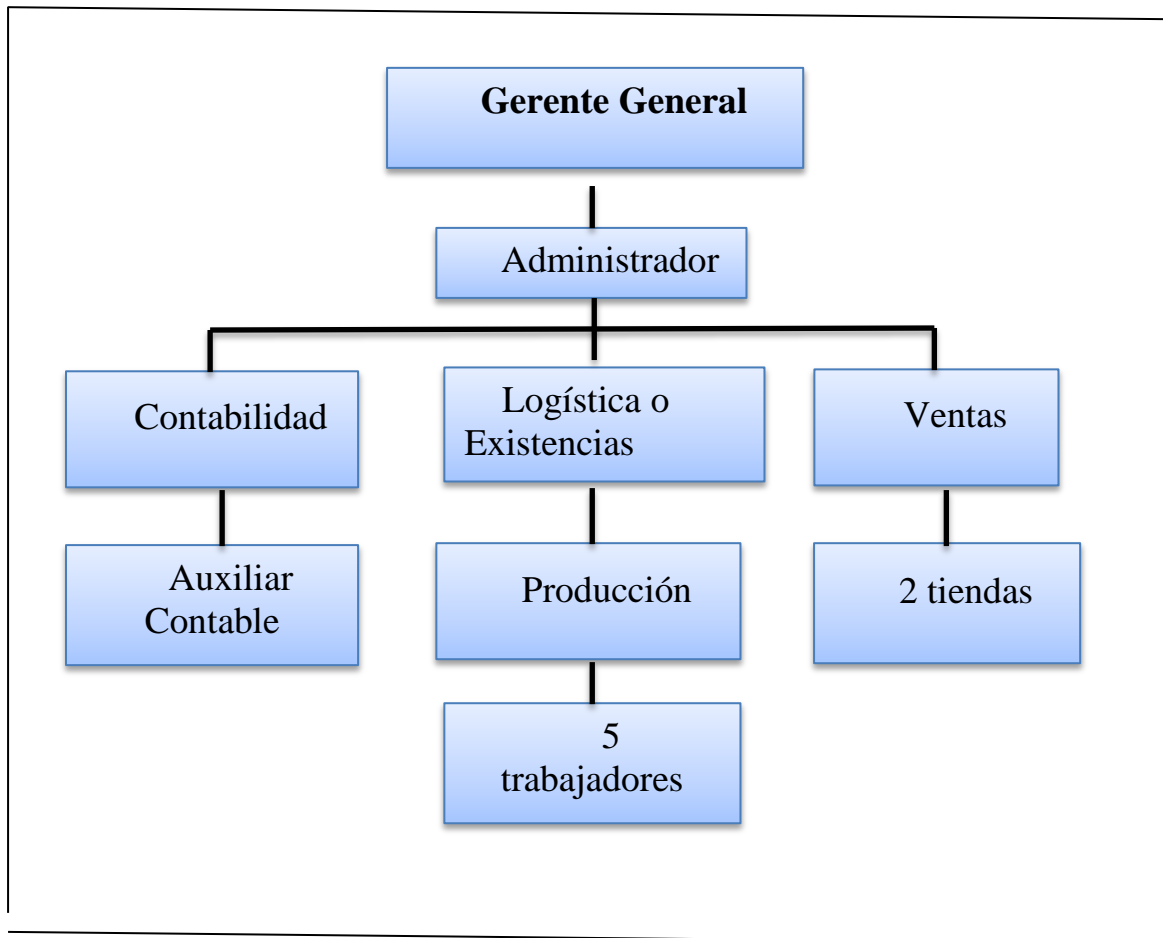 Gerente General
Administrador
Contabilidad
Logística o
Existencias
Ventas
Auxiliar
Contable
Producción
2 tiendas
5
trabajadores